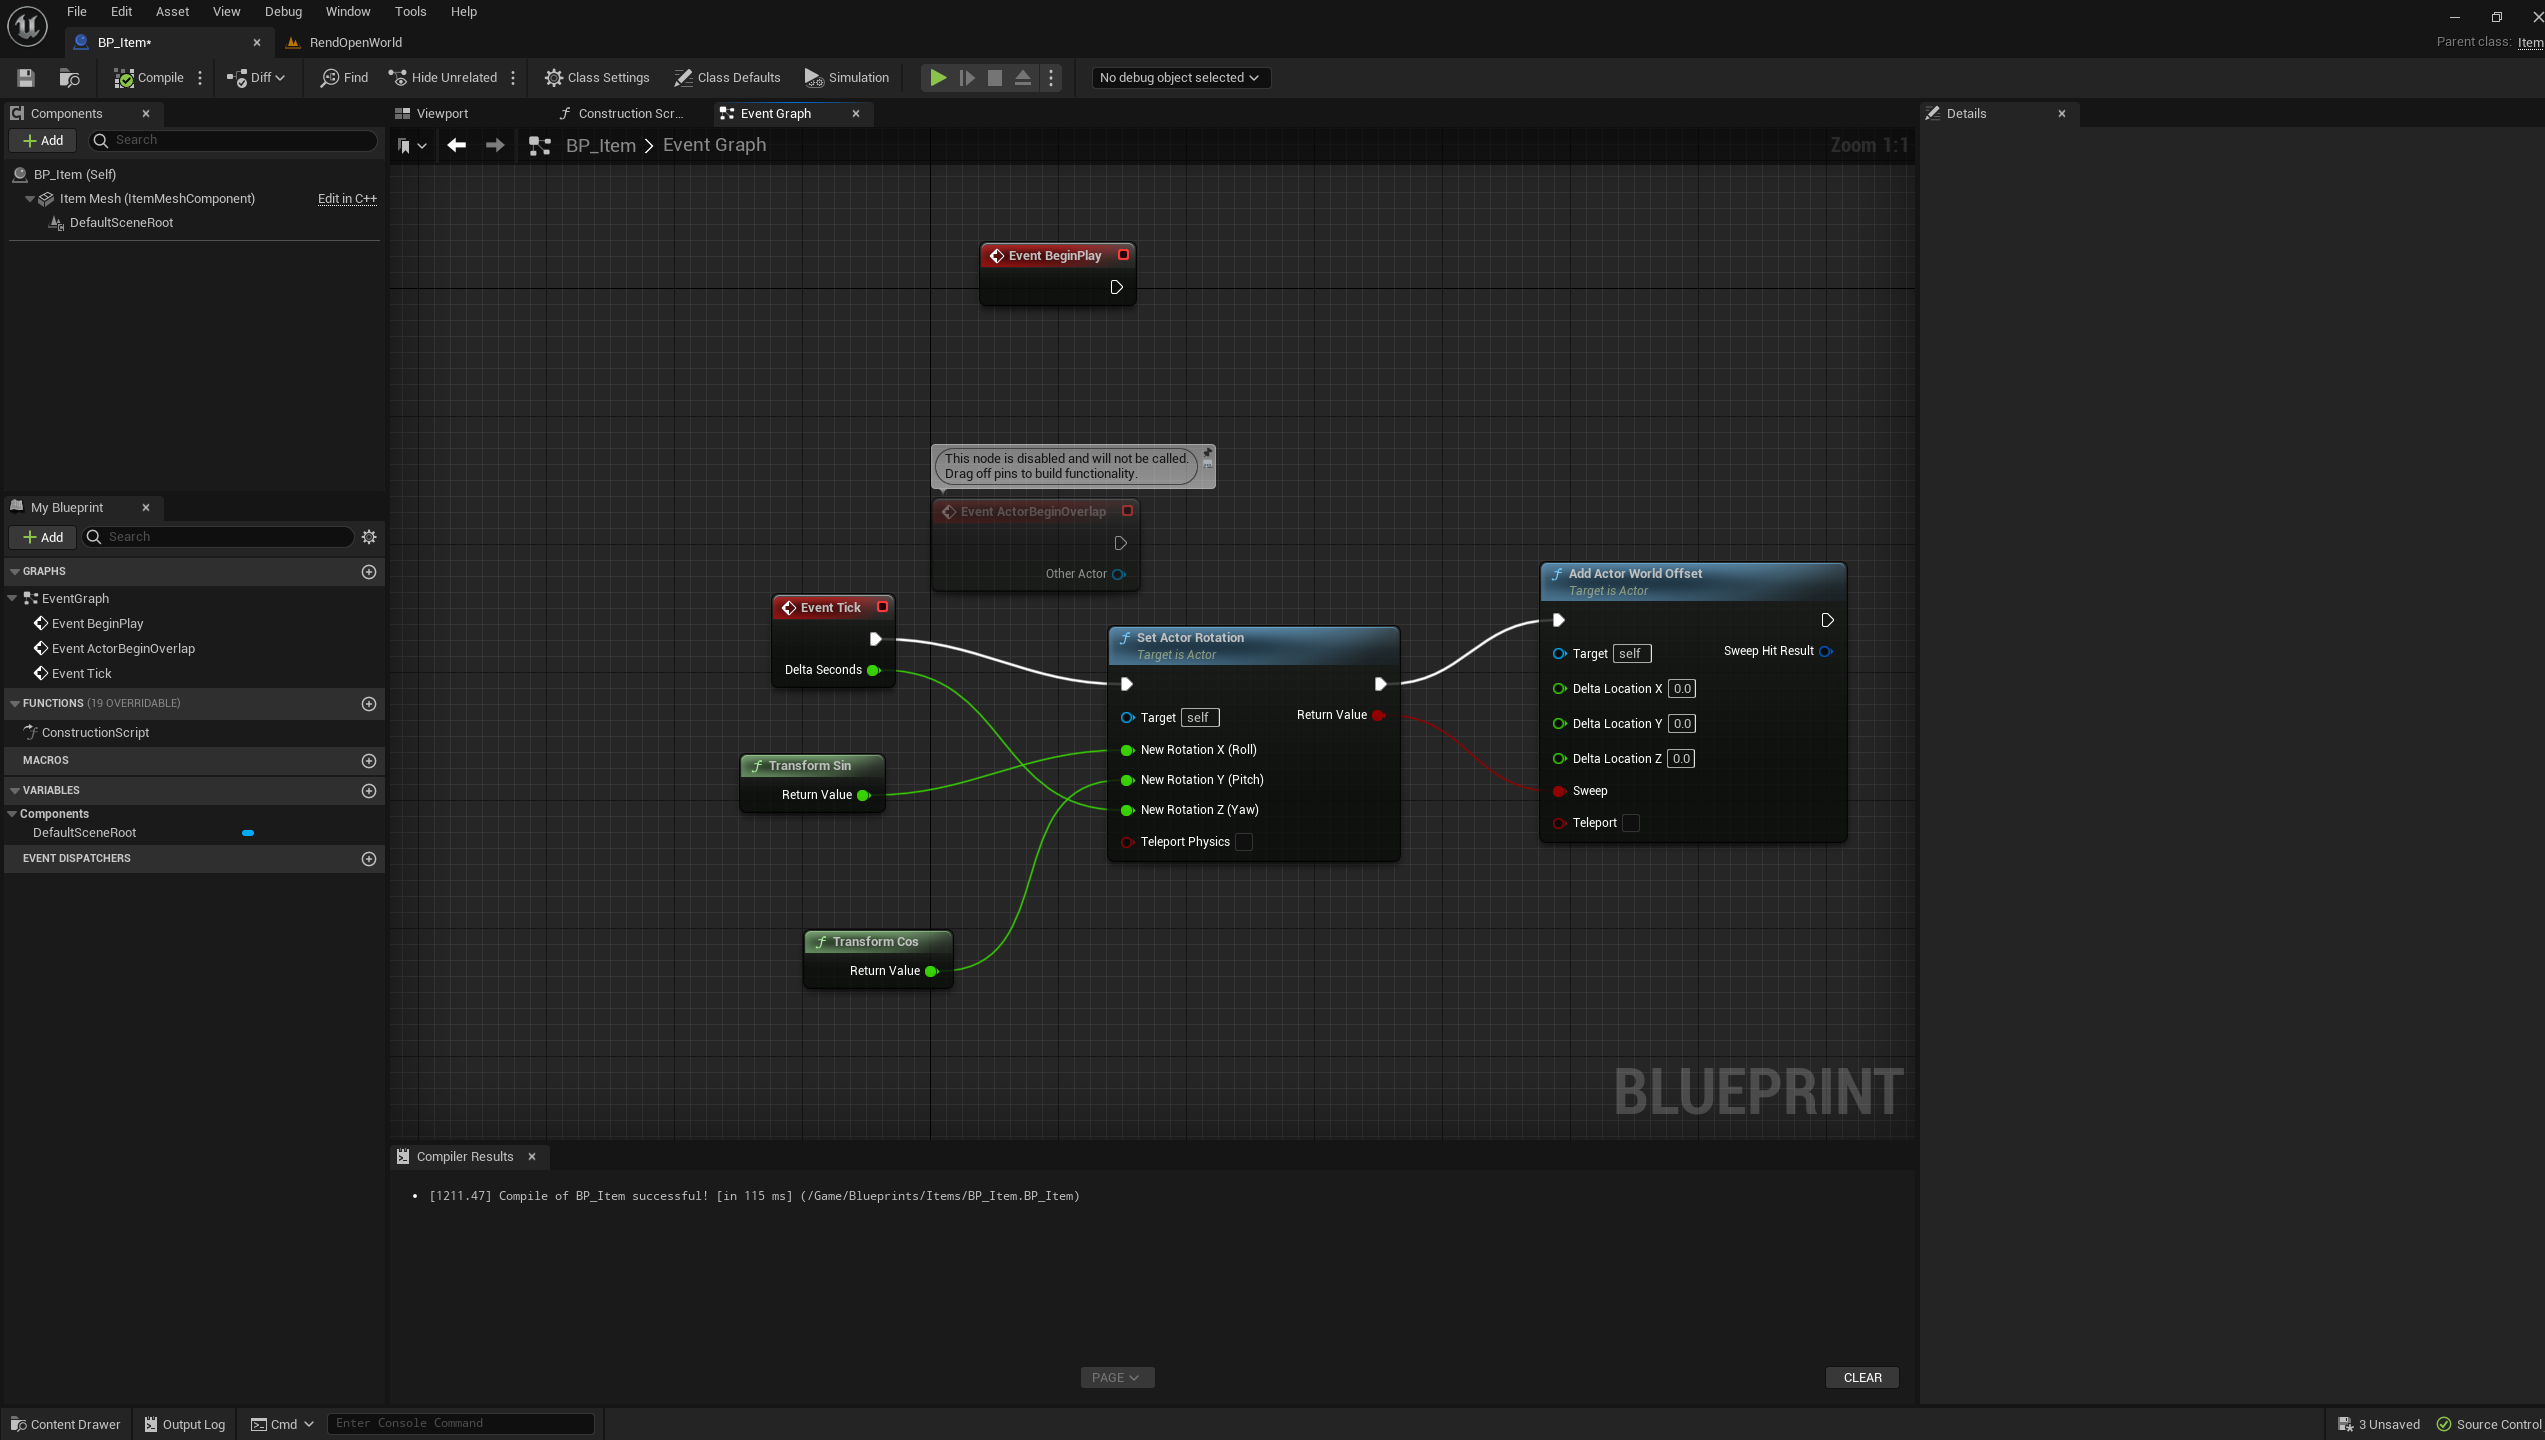 File Edit Asset View Debug Window Tools Help
BP_Item* RendOpenWorld
Parent class: Item
Compile Diff Find Hide Unrelated Class Settings Class Defaults Simulation No debug object selected
Components
Add Search
BP_Item (Self)
Item Mesh (ItemMeshComponent) Edit in C++
DefaultSceneRoot
My Blueprint
Add Search
GRAPHS
EventGraph
Event BeginPlay
Event ActorBeginOverlap
Event Tick
FUNCTIONS (19 OVERRIDABLE)
ConstructionScript
MACROS
VARIABLES
Components
DefaultSceneRoot
EVENT DISPATCHERS
Viewport Construction Scr... Event Graph
BP_Item > Event Graph Zoom 1:1
Event BeginPlay
This node is disabled and will not be called.
Drag off pins to build functionality.
Event ActorBeginOverlap
Other Actor
Event Tick
Delta Seconds
Transform Sin
Return Value
Transform Cos
Return Value
Set Actor Rotation
Target is Actor
Target self Return Value
New Rotation X (Roll)
New Rotation Y (Pitch)
New Rotation Z (Yaw)
Teleport Physics
Add Actor World Offset
Target is Actor
Target self Sweep Hit Result
Delta Location X 0.0
Delta Location Y 0.0
Delta Location Z 0.0
Sweep
Teleport
BLUEPRINT
Compiler Results
[1211.47] Compile of BP_Item successful! [in 115 ms] (/Game/Blueprints/Items/BP_Item.BP_Item)
PAGE CLEAR
Details
Content Drawer Output Log Cmd Enter Console Command 3 Unsaved Source Control